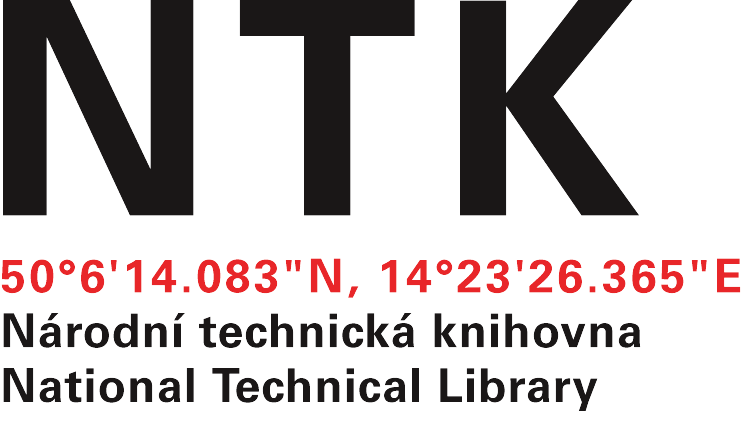 NTK
50°6'14.083"N, 14°23'26.365"E
Národní technická knihovna
National Technical Library